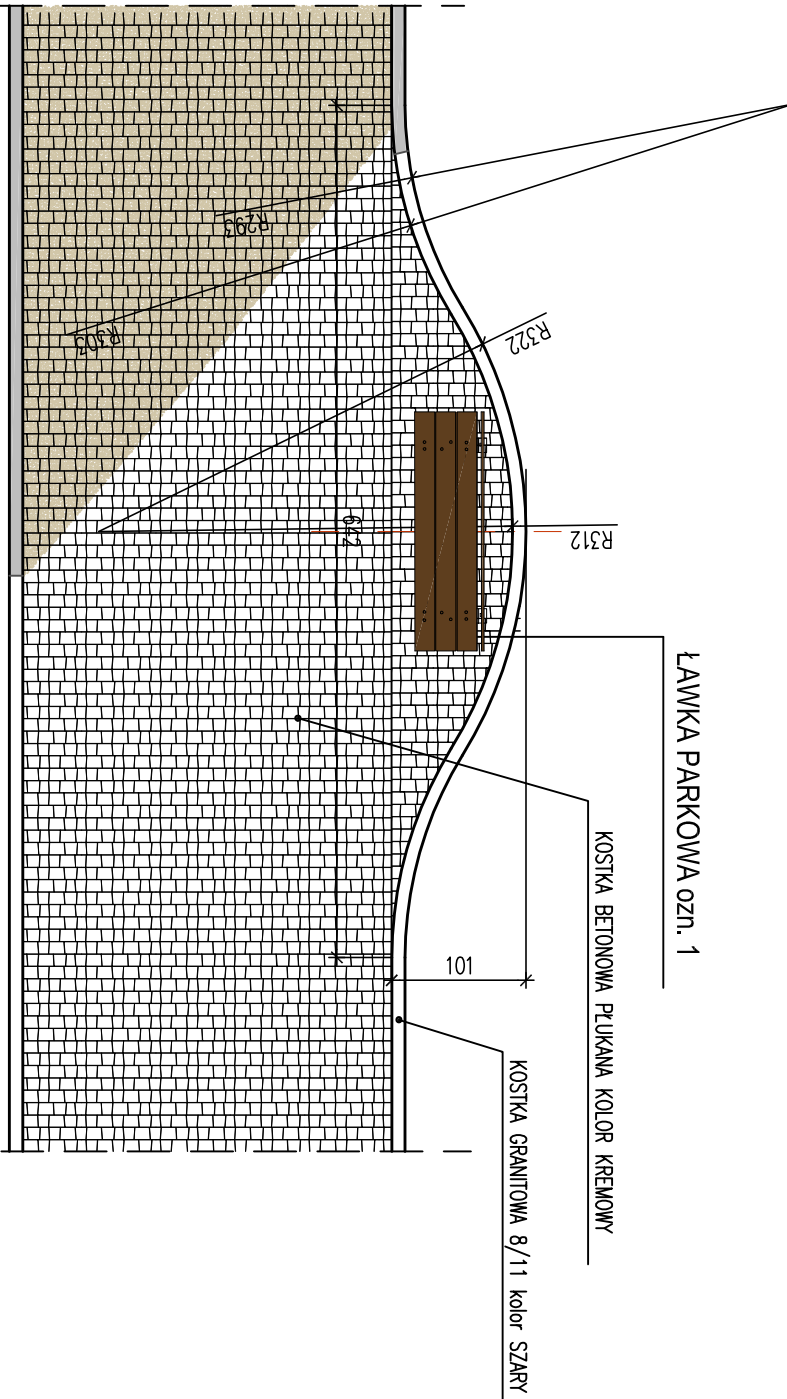 R293
R303
R322
642
R312
ŁAWKA PARKOWA ozn. 1
KOSTKA BETONOWA PŁUKANA KOLOR KREMOWY
101
KOSTKA GRANITOWA 8/11 kolor SZARY